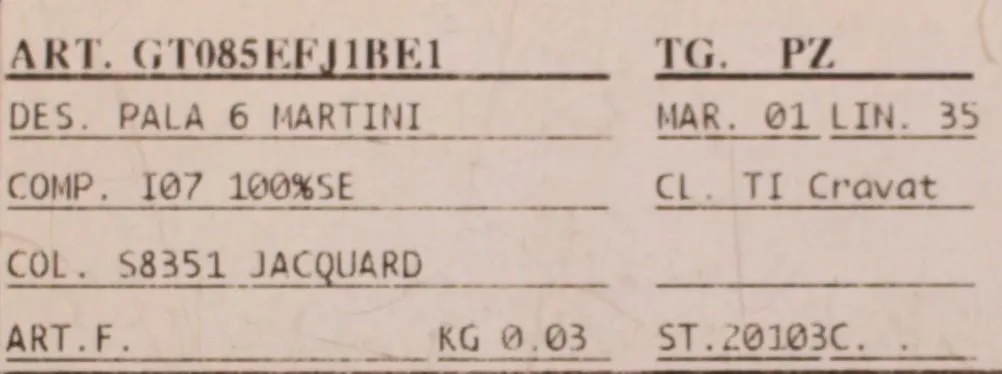 ART. GT085EFJ1BE1 TG. PZ
DES. PALA 6 MARTINI MAR. 01 LIN. 35
COMP. I07 100%SE CL. TI Cravat
COL. S8351 JACQUARD
ART.F. KG 0.03 ST.20103C. .